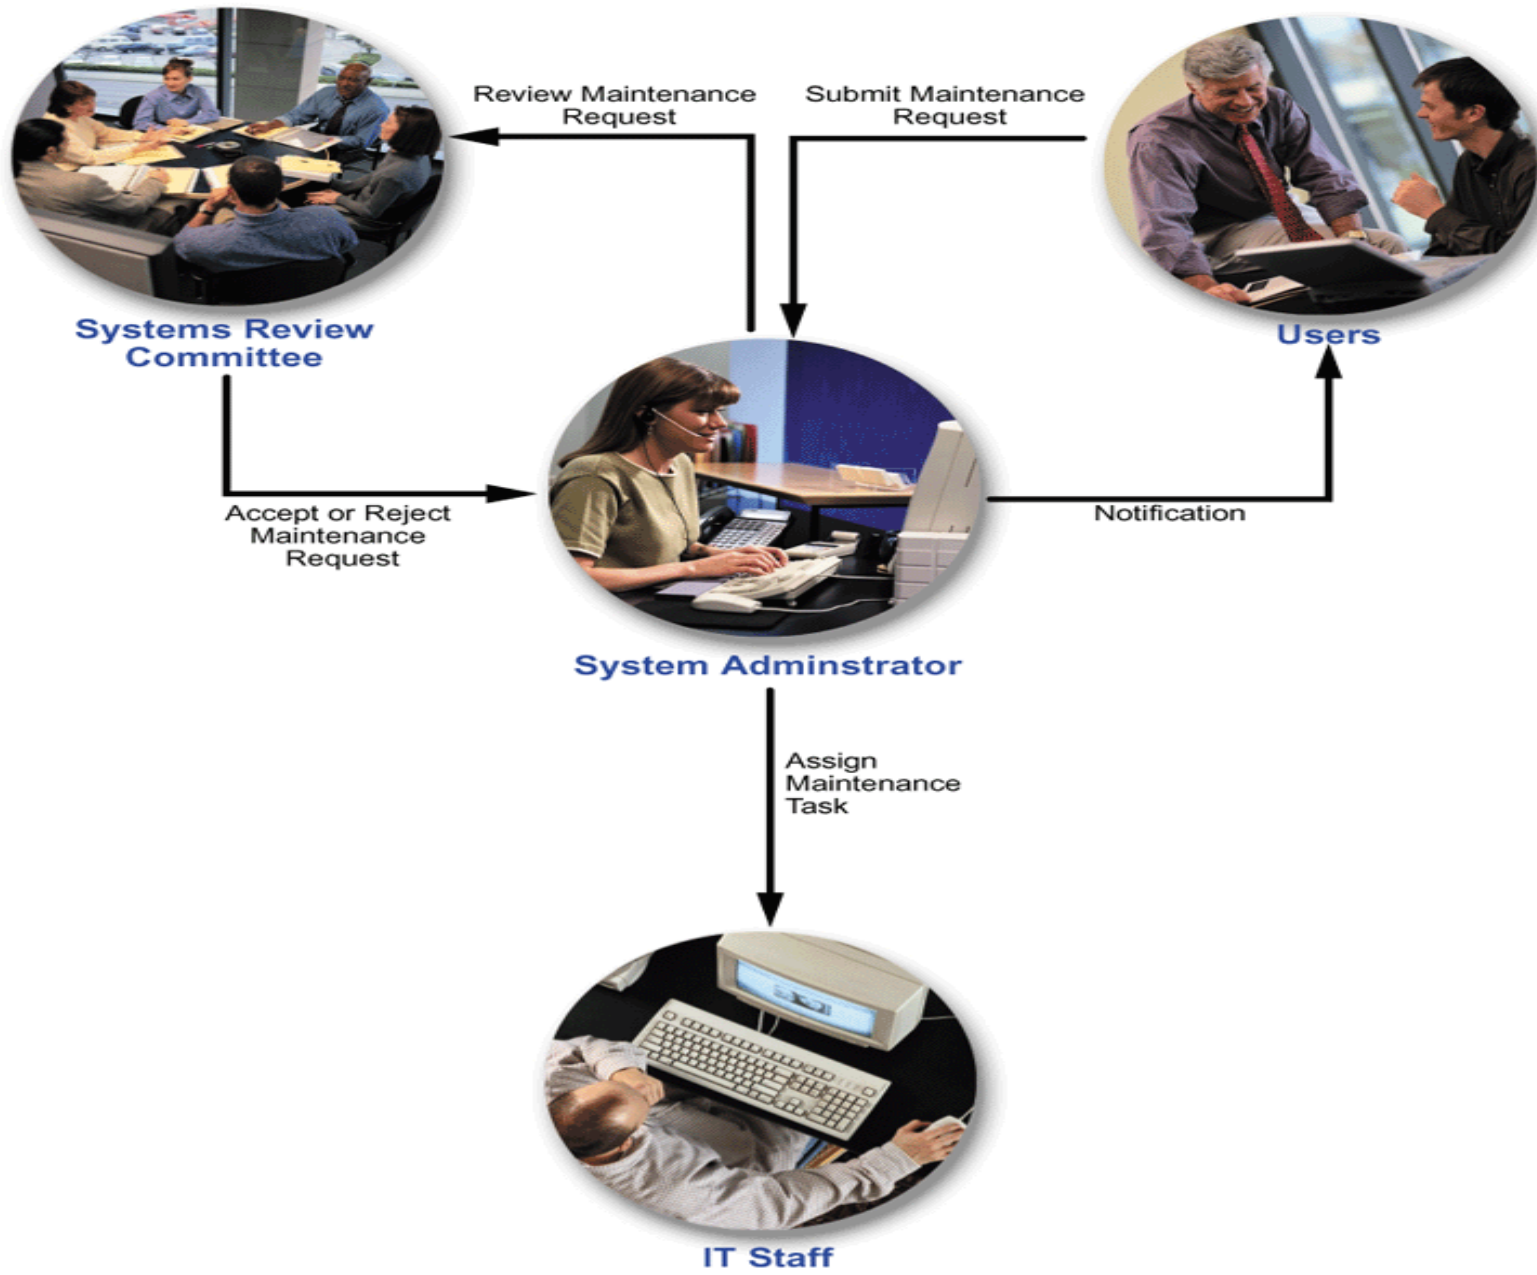 Review Maintenance
Request
Submit Maintenance
Request
Systems Review
Committee
Users
Accept or Reject
Maintenance
Request
Notification
System Adminstrator
Assign
Maintenance
Task
IT Staff